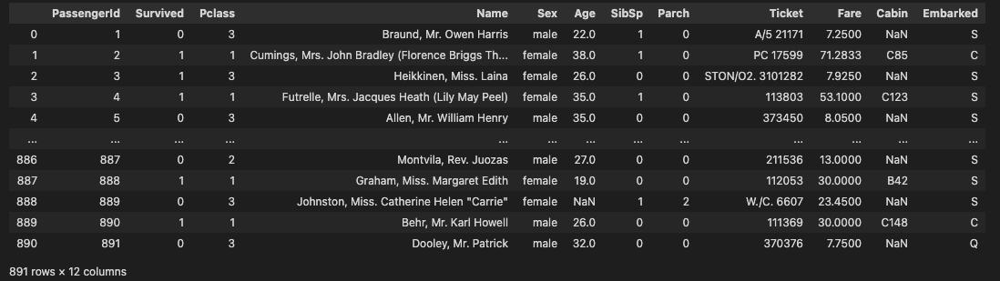 PassengerId Survived Pclass Name Sex Age SibSp Parch Ticket Fare Cabin Embarked
0 1 0 3 Braund, Mr. Owen Harris male 22.0 1 0 A/5 21171 7.2500 NaN S
1 2 1 1 Cumings, Mrs. John Bradley (Florence Briggs Th... female 38.0 1 0 PC 17599 71.2833 C85 C
2 3 1 3 Heikkinen, Miss. Laina female 26.0 0 0 STON/O2. 3101282 7.9250 NaN S
3 4 1 1 Futrelle, Mrs. Jacques Heath (Lily May Peel) female 35.0 1 0 113803 53.1000 C123 S
4 5 0 3 Allen, Mr. William Henry male 35.0 0 0 373450 8.0500 NaN S
... ... ... ... ... ... ... ... ... ... ... ... ...
886 887 0 2 Montvila, Rev. Juozas male 27.0 0 0 211536 13.0000 NaN S
887 888 1 1 Graham, Miss. Margaret Edith female 19.0 0 0 112053 30.0000 B42 S
888 889 0 3 Johnston, Miss. Catherine Helen "Carrie" female NaN 1 2 W./C. 6607 23.4500 NaN S
889 890 1 1 Behr, Mr. Karl Howell male 26.0 0 0 111369 30.0000 C148 C
890 891 0 3 Dooley, Mr. Patrick male 32.0 0 0 370376 7.7500 NaN Q
891 rows × 12 columns